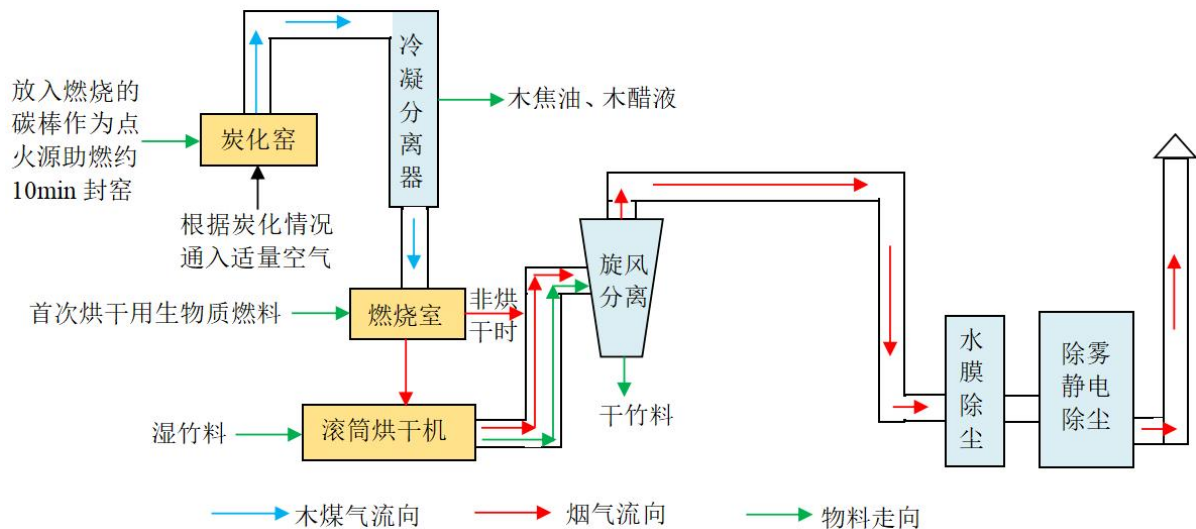 放入燃烧的
碳棒作为点
火源助燃约
10min 封窑
炭化窑
根据炭化情况
通入适量空气
冷
凝
分
离
器
木焦油、木醋液
首次烘干用生物质燃料
燃烧室
非烘
干时
湿竹料
滚筒烘干机
旋风
分离
干竹料
水
膜
除
尘
除雾
静电
除尘
木煤气流向
烟气流向
物料走向